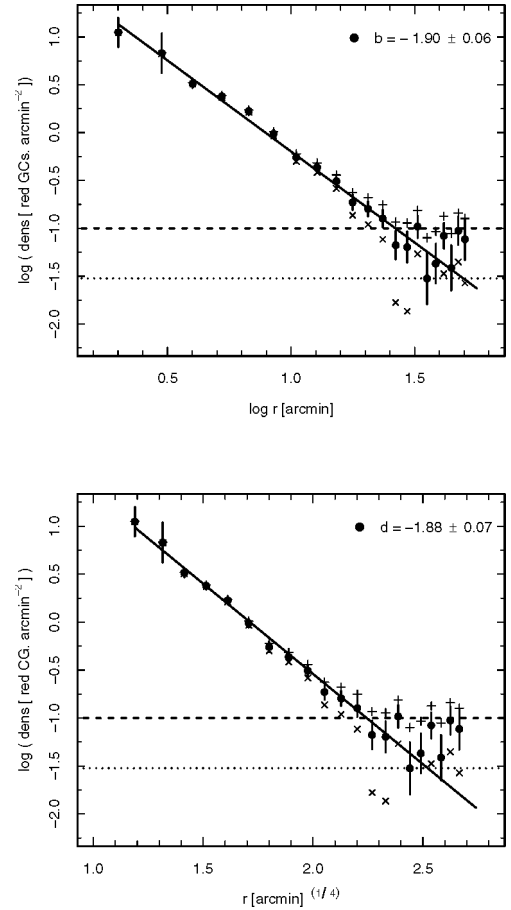 b = − 1.90 ± 0.06
log ( dens [ red GCs. arcmin−2 ] )
1.0
0.5
0.0
−0.5
−1.0
−1.5
−2.0
0.5 1.0 1.5
log r [arcmin]
d = −1.88 ± 0.07
log ( dens [ red CG. arcmin−2 ] )
1.0
0.5
0.0
−0.5
−1.0
−1.5
−2.0
1.0 1.5 2.0 2.5
r [arcmin] (1/ 4)